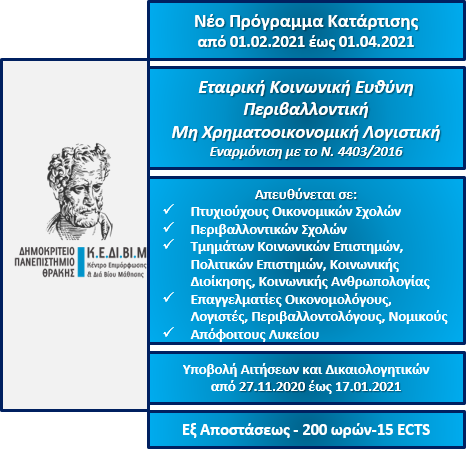 Νέο Πρόγραμμα Κατάρτισης
από 01.02.2021 έως 01.04.2021
Εταιρική Κοινωνική Ευθύνη
Περιβαλλοντική
Μη Χρηματοοικονομική Λογιστική
Εναρμόνιση με το Ν. 4403/2016
ΔΗΜΟΚΡΙΤΕΙΟ
ΠΑΝΕΠΙΣΤΗΜΙΟ
ΘΡΑΚΗΣ
Κ.Ε.ΔΙ.ΒΙ.Μ
Κέντρο Επιμόρφωσης
& Διά Βίου Μάθησης
Απευθύνεται σε:
✓ Πτυχιούχους Οικονομικών Σχολών
✓ Περιβαλλοντικών Σχολών
✓ Τμημάτων Κοινωνικών Επιστημών,
Πολιτικών Επιστημών, Κοινωνικής
Διοίκησης, Κοινωνικής Ανθρωπολογίας
✓ Επαγγελματίες Οικονομολόγους,
Λογιστές, Περιβαλλοντολόγους, Νομικούς
✓ Απόφοιτους Λυκείου
Υποβολή Αιτήσεων και Δικαιολογητικών
από 27.11.2020 έως 17.01.2021
Εξ Αποστάσεως - 200 ωρών-15 ECTS